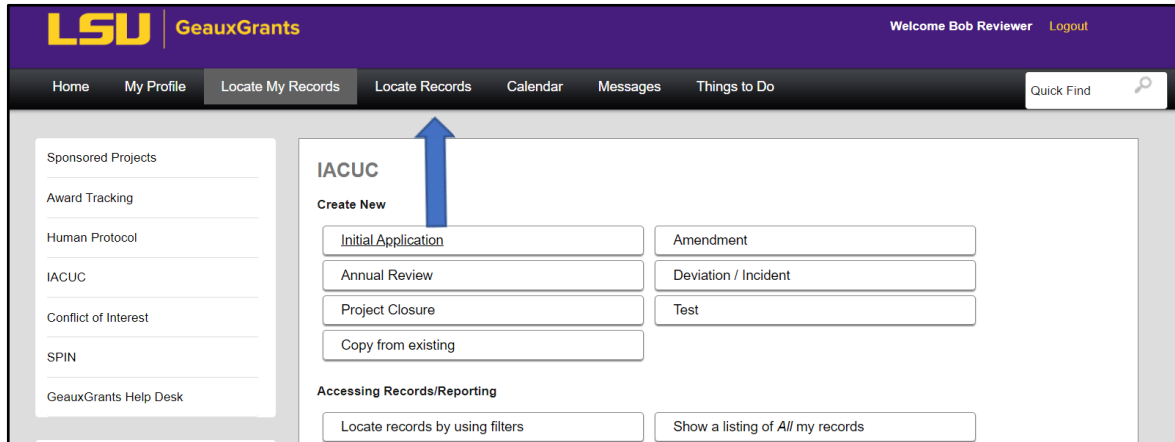 LSU GeauxGrants
Welcome Bob Reviewer Logout
Home My Profile Locate My Records Locate Records Calendar Messages Things to Do Quick Find
Sponsored Projects
Award Tracking
Human Protocol
IACUC
Conflict of Interest
SPIN
GeauxGrants Help Desk
IACUC
Create New
Initial Application Amendment
Annual Review Deviation / Incident
Project Closure Test
Copy from existing
Accessing Records/Reporting
Locate records by using filters Show a listing of All my records